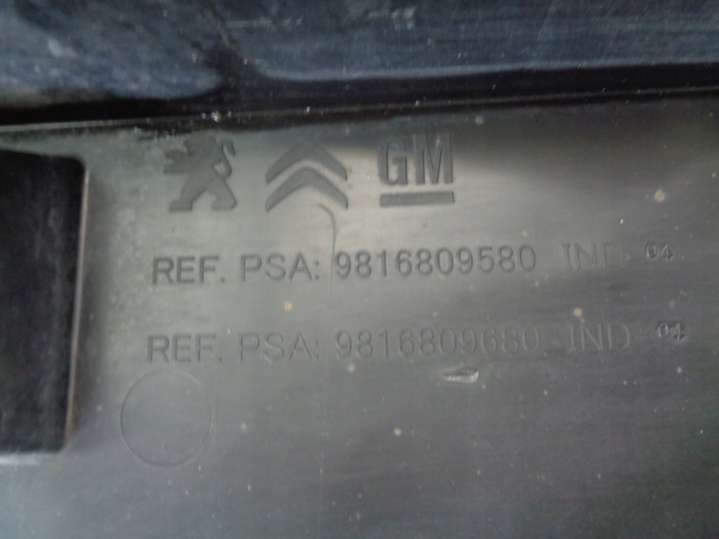 GM
REF. PSA: 9816809580 IND 04
REF. PSA: 9816809680 IND 04